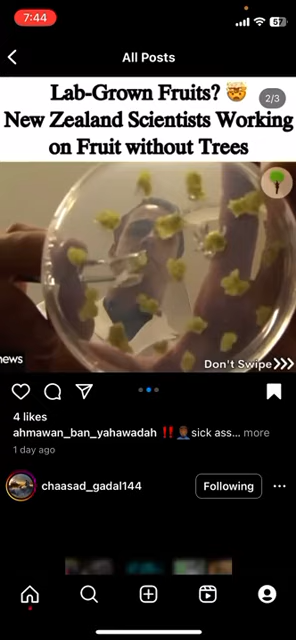 7:44
57
All Posts
Lab-Grown Fruits? 🤯
2/3
New Zealand Scientists Working
on Fruit without Trees
news
Don't Swipe❯❯❯
4 likes
ahmawan_ban_yahawadah ‼️👨🏾‍🦱sick ass... more
1 day ago
chaasad_gadal144
Following